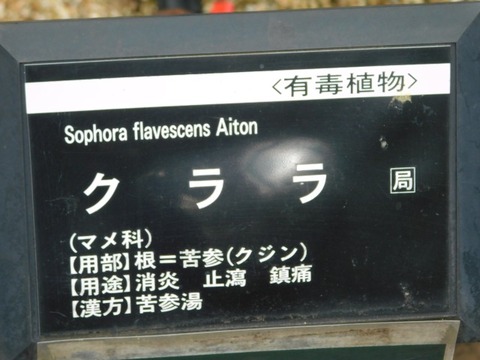 <有毒植物>
Sophora flavescens Aiton
クララ 局
(マメ科)
【用部】根=苦参(クジン)
【用途】消炎 止瀉 鎮痛
【漢方】苦参湯